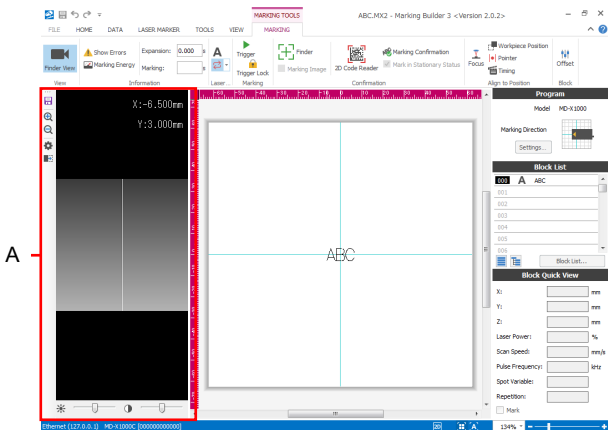 MARKING TOOLS
ABC.MX2 - Marking Builder 3 <Version 2.0.2>
FILE HOME DATA LASER MARKER TOOLS VIEW MARKING
Finder View
Show Errors
Marking Energy
Expansion: 0.000 s
Marking: s
A
Trigger
Trigger Lock
Finder
Marking Image
2D Code Reader
Marking Confirmation
Mark in Stationary Status
Focus
Workpiece Position
Pointer
Timing
Offset
View Information Laser Marking Confirmation Align to Position Block
X:-6.500mm
Y:3.000mm
A
ABC
Program
Model MD-X1000
Marking Direction
Settings...
Block List
000 A ABC
001
002
003
004
005
006
Block List...
Block Quick View
X: mm
Y: mm
Z: mm
Laser Power: %
Scan Speed: mm/s
Pulse Frequency: kHz
Spot Variable:
Repetition:
Mark
Ethernet (127.0.0.1) MD-X1000C [000000000000]
2D
A
134%